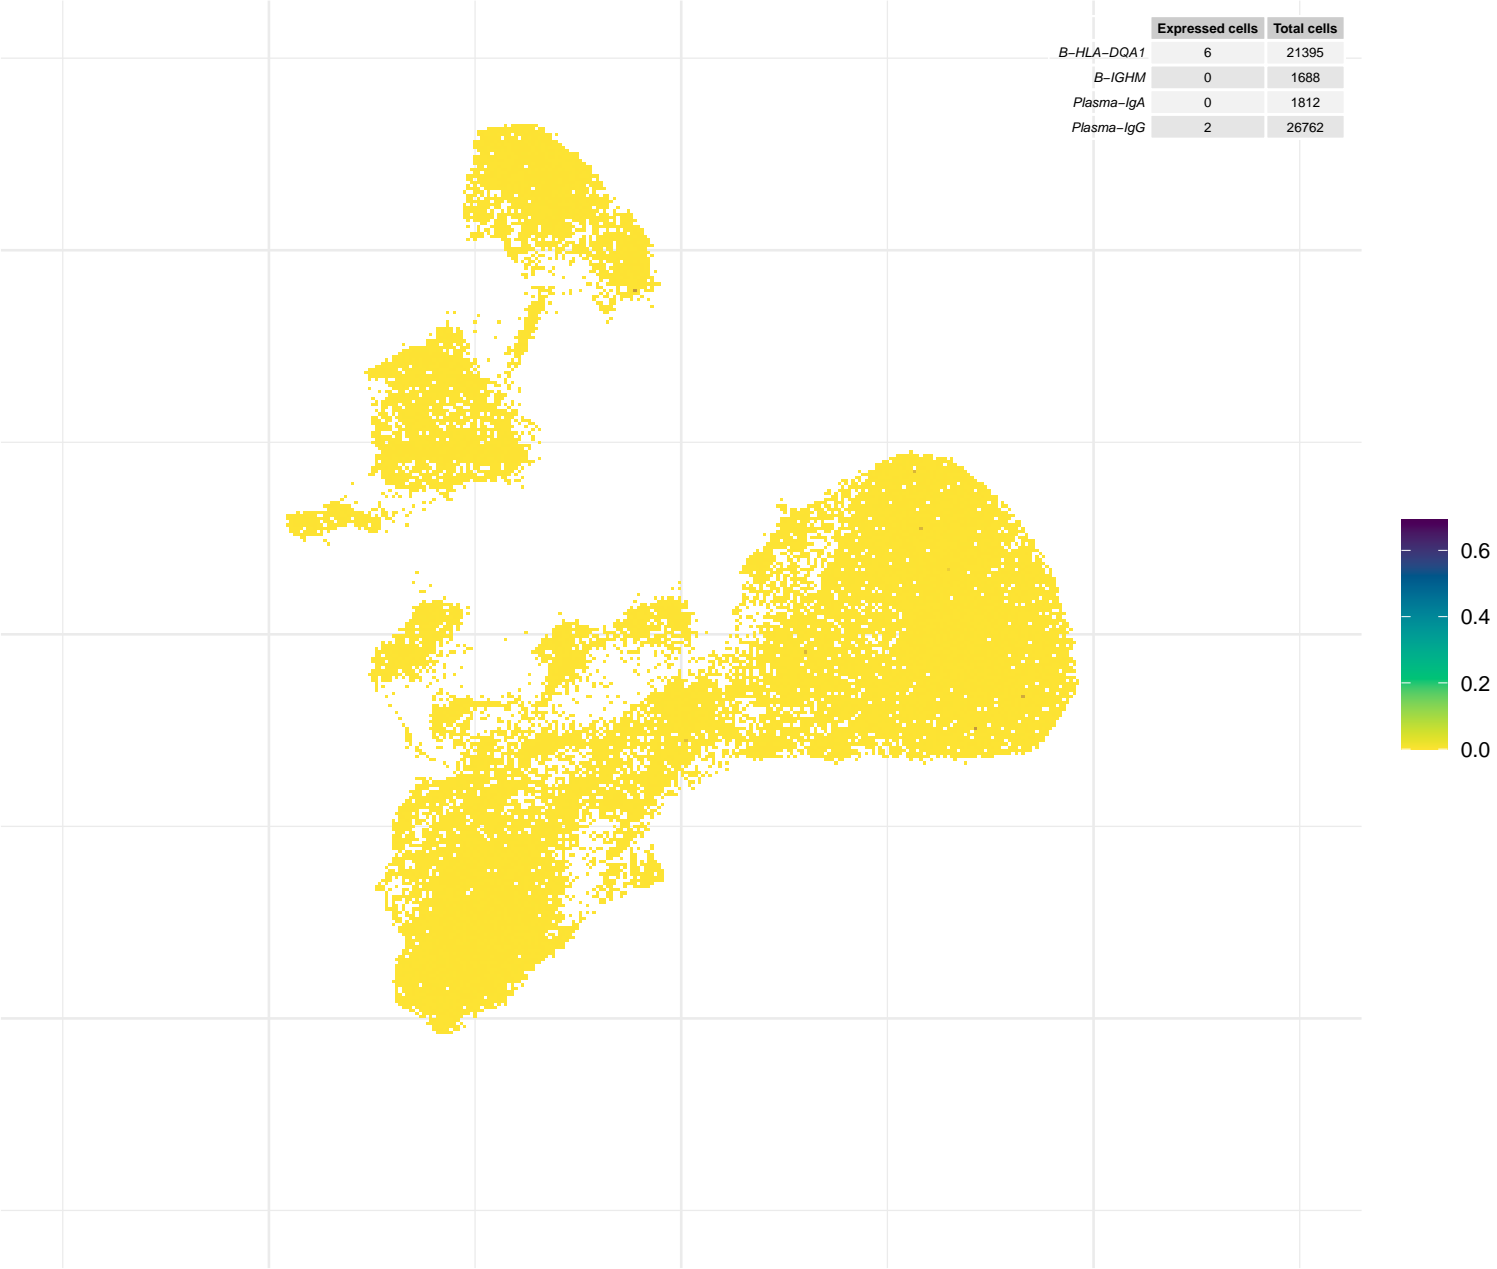 Expressed cells Total cells
B−HLA−DQA1 6 21395
B−IGHM 0 1688
Plasma−IgA 0 1812
Plasma−IgG 2 26762
0.6
0.4
0.2
0.0